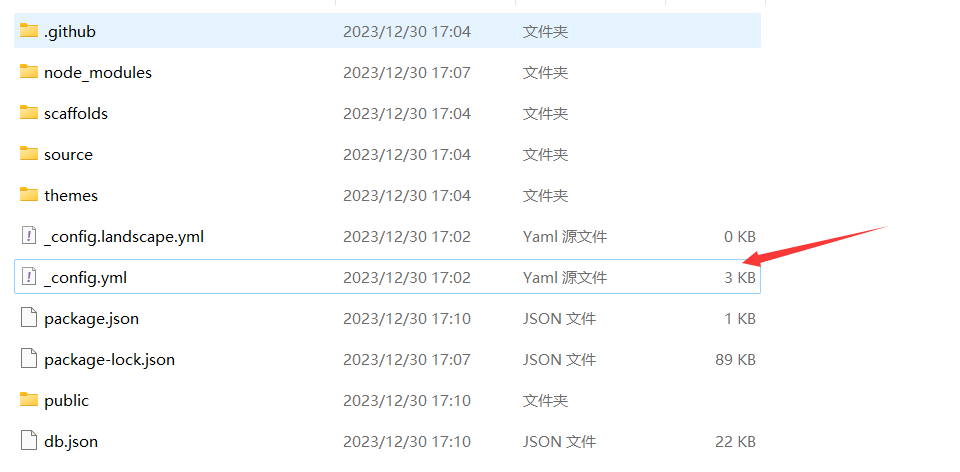 .github 2023/12/30 17:04 文件夹
node_modules 2023/12/30 17:07 文件夹
scaffolds 2023/12/30 17:04 文件夹
source 2023/12/30 17:04 文件夹
themes 2023/12/30 17:04 文件夹
_config.landscape.yml 2023/12/30 17:02 Yaml 源文件 0 KB
_config.yml 2023/12/30 17:02 Yaml 源文件 3 KB
package.json 2023/12/30 17:10 JSON 文件 1 KB
package-lock.json 2023/12/30 17:07 JSON 文件 89 KB
public 2023/12/30 17:10 文件夹
db.json 2023/12/30 17:10 JSON 文件 22 KB